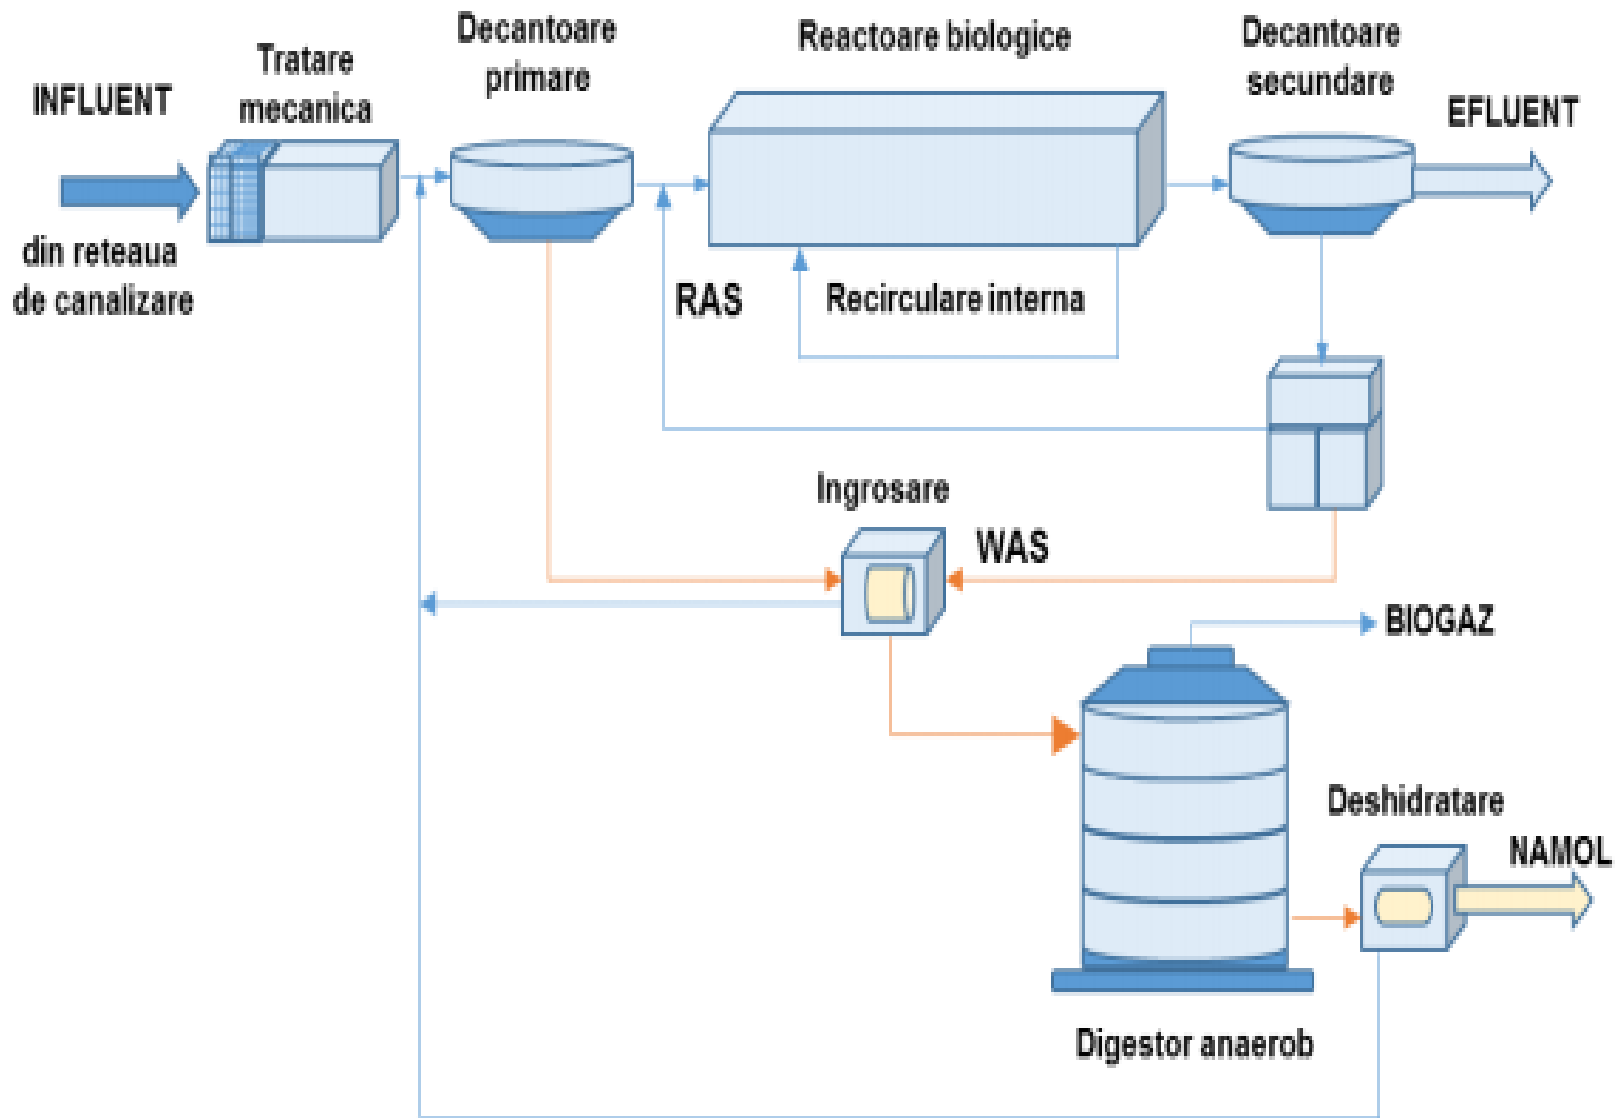 INFLUENT
din reteaua
de canalizare
Tratare
mecanica
Decantoare
primare
Reactoare biologice
Decantoare
secundare
EFLUENT
RAS
Recirculare interna
Ingrosare
WAS
BIOGAZ
Deshidratare
NAMOL
Digestor anaerob